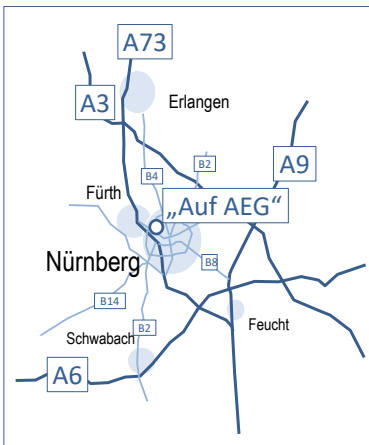 A73
Erlangen
A3
B2
A9
B4
Fürth
„Auf AEG“
Nürnberg
B8
B14
B2
Feucht
Schwabach
A6